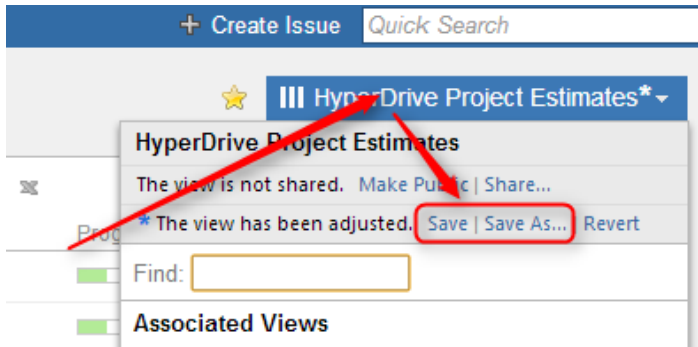 + Create Issue Quick Search
HyperDrive Project Estimates*
HyperDrive Project Estimates
The view is not shared. Make Public | Share...
Prog
* The view has been adjusted. Save | Save As... | Revert
Find:
Associated Views